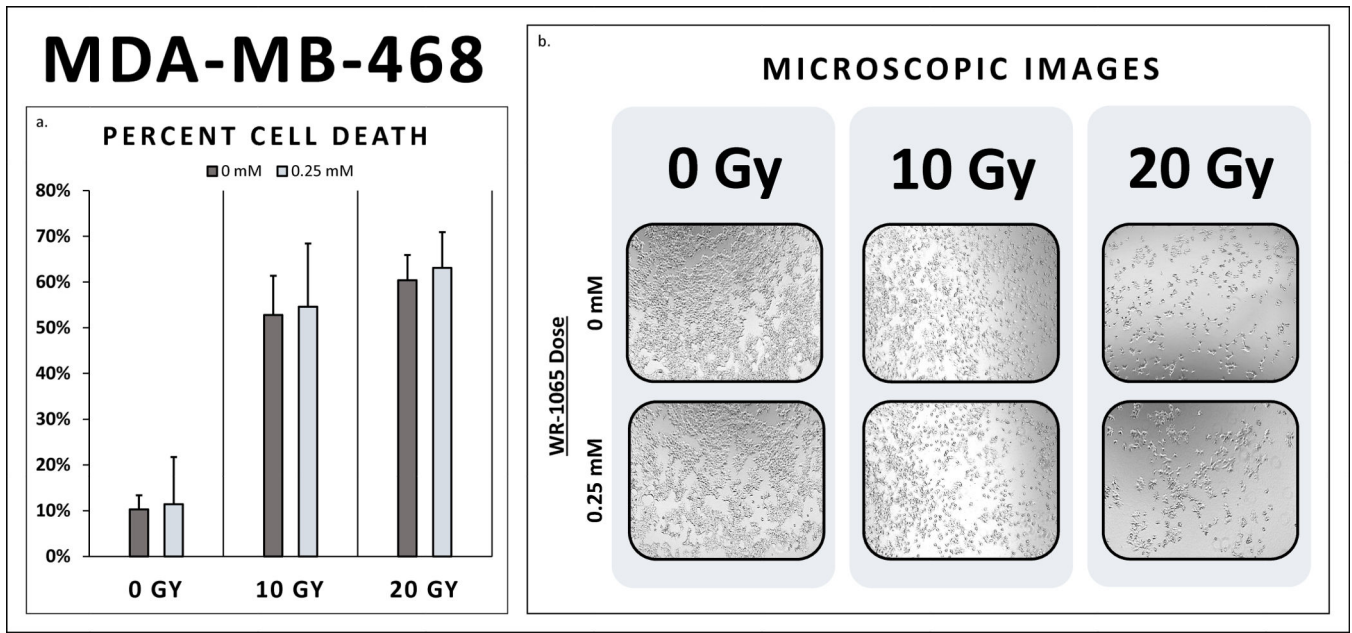 MDA-MB-468
a.
PERCENT CELL DEATH
0 mM 0.25 mM
80%
70%
60%
50%
40%
30%
20%
10%
0%
0 GY 10 GY 20 GY
b.
MICROSCOPIC IMAGES
0 Gy 10 Gy 20 Gy
WR-1065 Dose
0 mM
0.25 mM